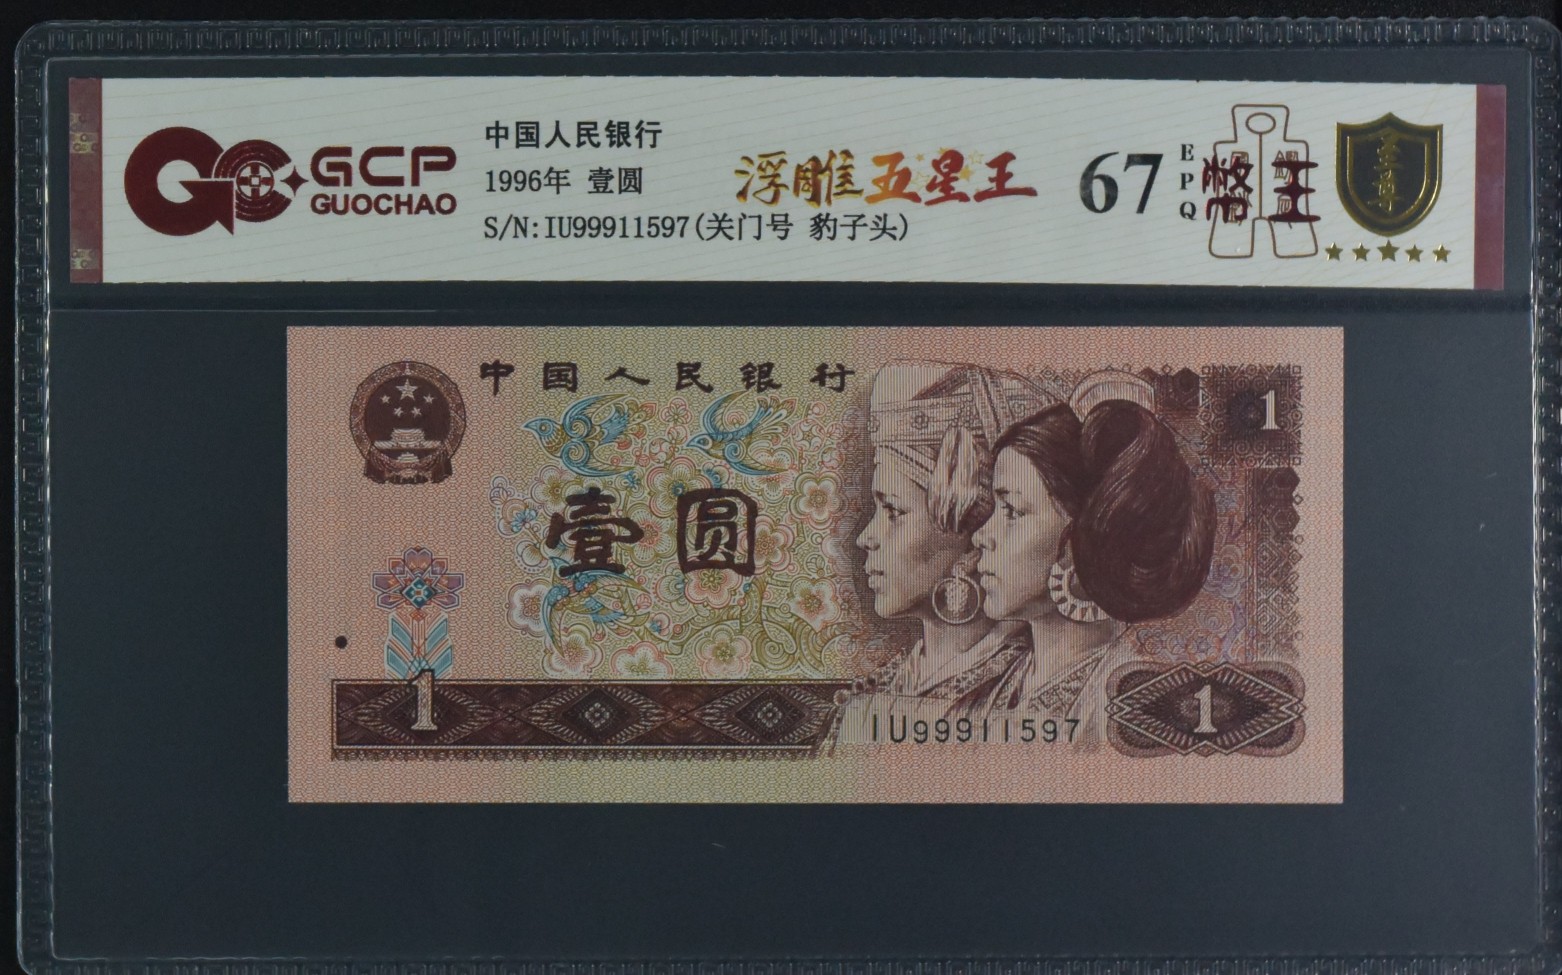 GCP
GUOCHAO
中国人民银行
1996年 壹圆
S/N:IU99911597(关门号 豹子头)
浮雕五星王
67
EPQ
至尊
中国人民银行
1
壹圆
1
1
IU99911597